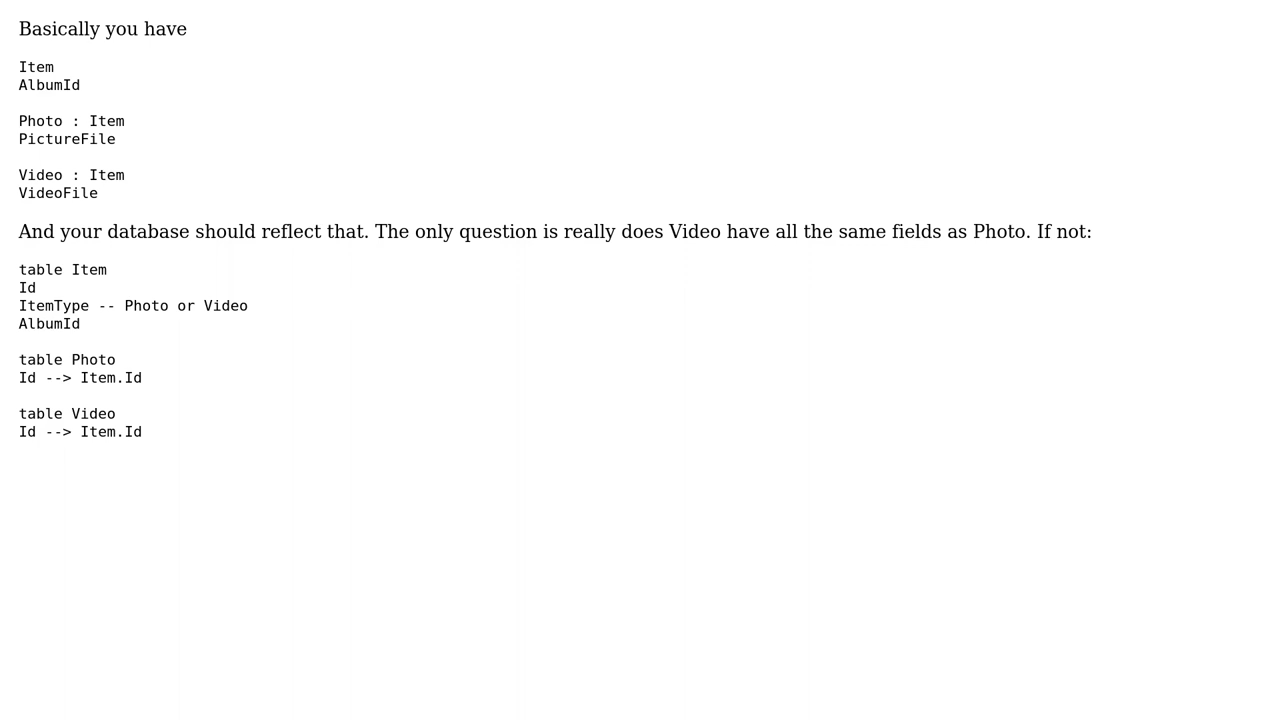 Basically you have
Item
AlbumId
Photo : Item
PictureFile
Video : Item
VideoFile
And your database should reflect that. The only question is really does Video have all the same fields as Photo. If not:
table Item
Id
ItemType -- Photo or Video
AlbumId
table Photo
Id --> Item.Id
table Video
Id --> Item.Id